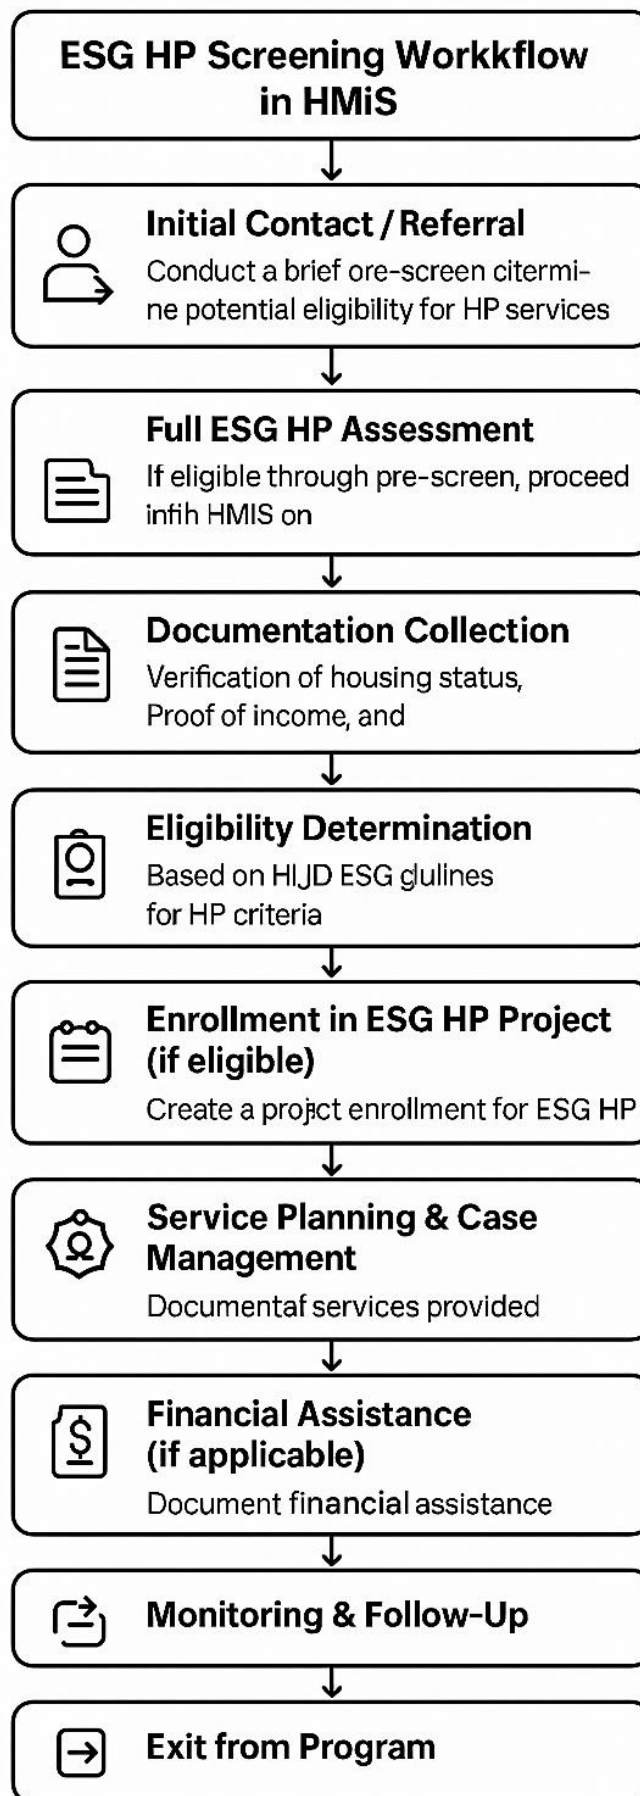 ESG HP Screening Workkflow
in HMiS
Initial Contact / Referral
Conduct a brief ore-screen citermi-
ne potential eligibility for HP services
Full ESG HP Assessment
If eligible through pre-screen, proceed
infih HMIS on
Documentation Collection
Verification of housing status,
Proof of income, and
Eligibility Determination
Based on HIJD ESG glulines
for HP criteria
Enrollment in ESG HP Project
(if eligible)
Create a project enrollment for ESG HP
Service Planning & Case
Management
Documentaf services provided
Financial Assistance
(if applicable)
Document financial assistance
Monitoring & Follow-Up
Exit from Program